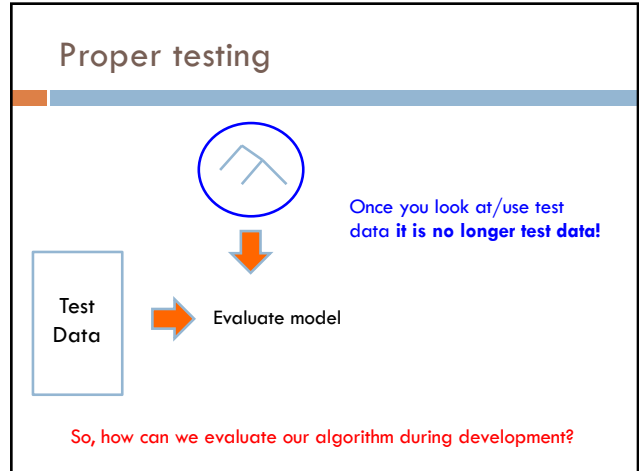 Proper testing
Once you look at/use test
data it is no longer test data!
Test
Data
Evaluate model
So, how can we evaluate our algorithm during development?